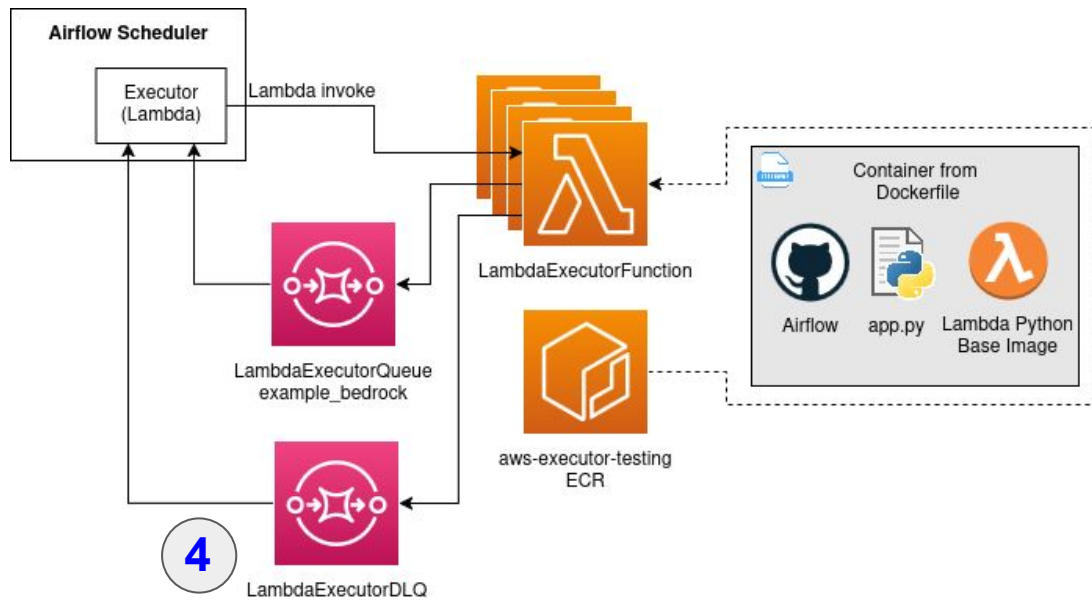 Airflow Scheduler
Executor
(Lambda)
Lambda invoke
LambdaExecutorFunction
Container from
Dockerfile
Airflow
app.py
Lambda Python
Base Image
LambdaExecutorQueue
example_bedrock
aws-executor-testing
ECR
4
LambdaExecutorDLQ